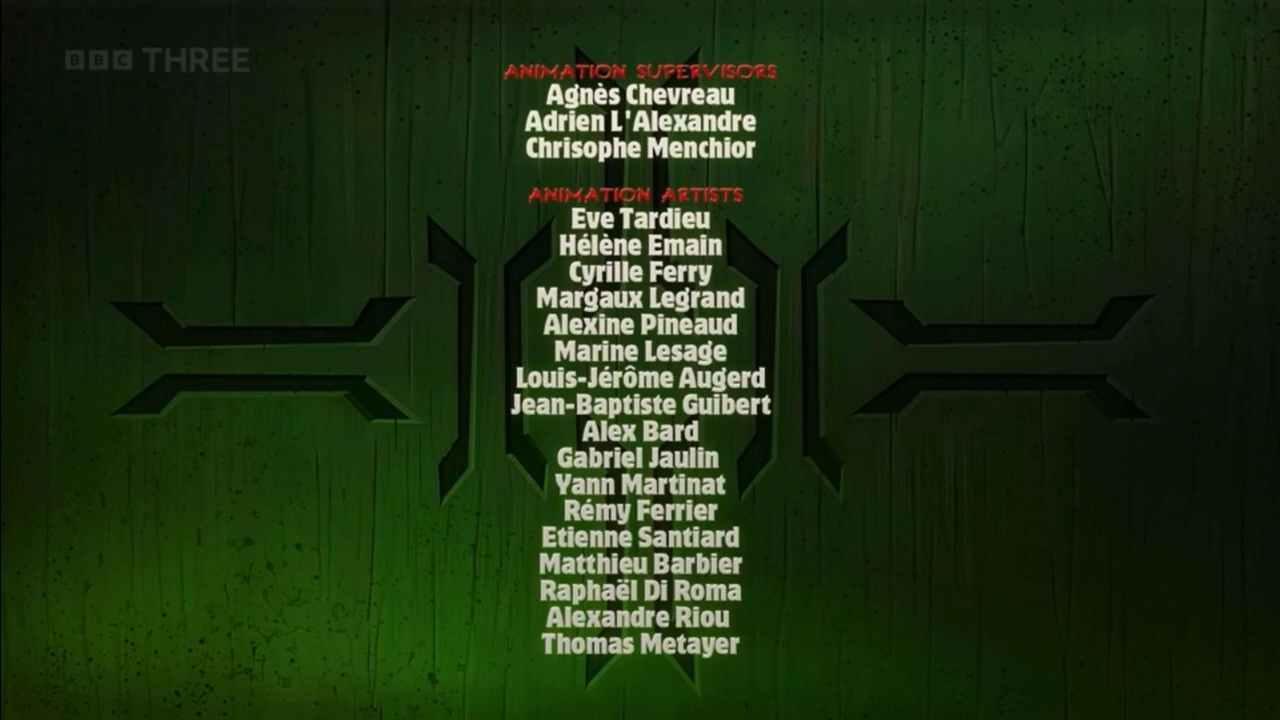 BBC THREE
ANIMATION SUPERVISORS
Agnès Chevreau
Adrien L'Alexandre
Chrisophe Menchior
ANIMATION ARTISTS
Eve Tardieu
Hélène Emain
Cyrille Ferry
Margaux Legrand
Alexine Pineaud
Marine Lesage
Louis-Jérôme Augerd
Jean-Baptiste Guibert
Alex Bard
Gabriel Jaulin
Yann Martinat
Rémy Ferrier
Etienne Santiard
Matthieu Barbier
Raphaël Di Roma
Alexandre Riou
Thomas Metayer